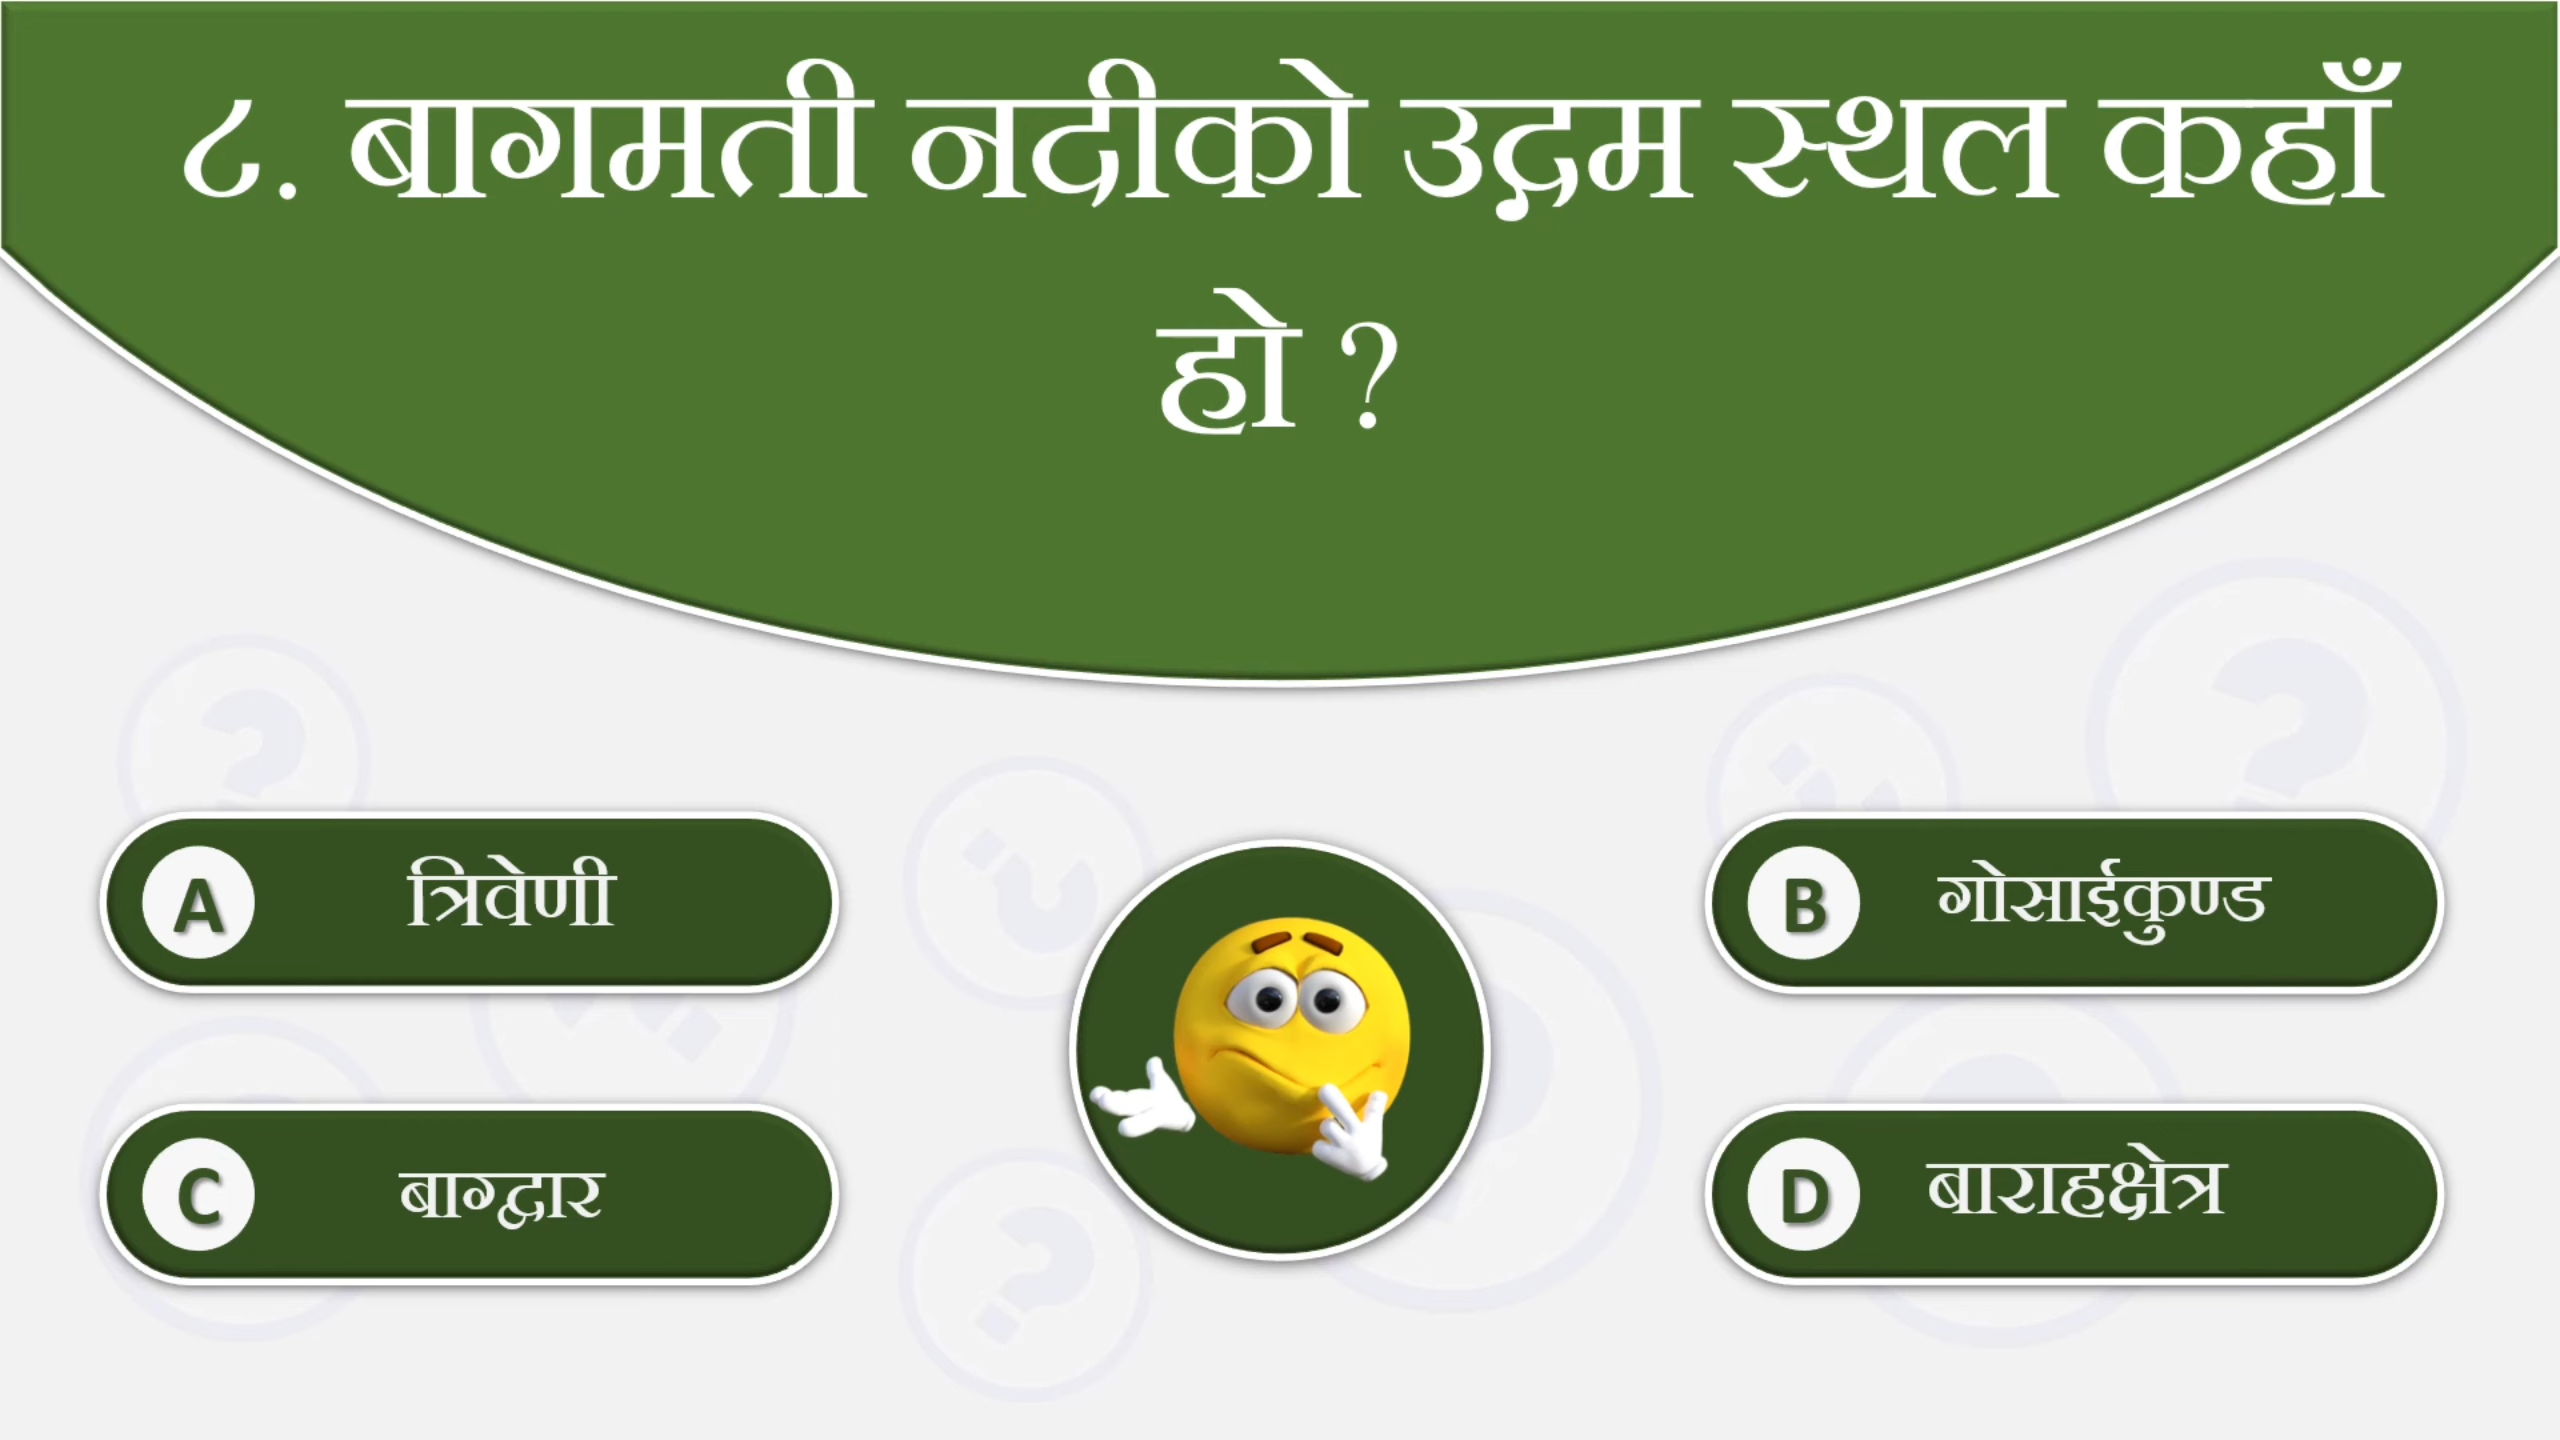 ८. बागमती नदीको उद्गम स्थल कहाँ
हो ?
A त्रिवेणी
B गोसाईकुण्ड
C बाग्द्वार
D बाराहक्षेत्र